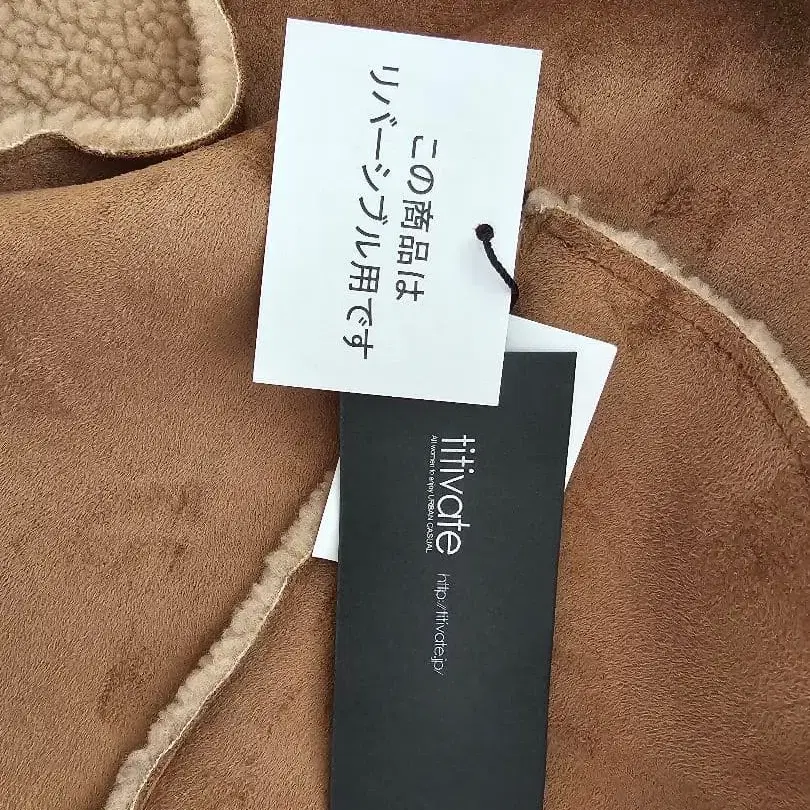 この商品は
リバーシブル用です
titivate
All women to enjoy URBAN CASUAL
http://titivate.jp/